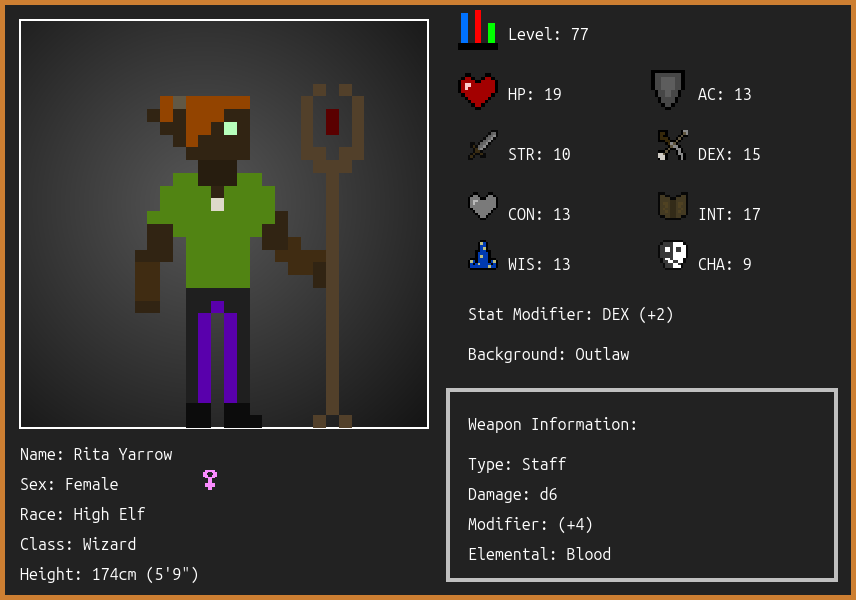 Level: 77
HP: 19
AC: 13
STR: 10
DEX: 15
CON: 13
INT: 17
WIS: 13
CHA: 9
Stat Modifier: DEX (+2)
Background: Outlaw
Weapon Information:
Type: Staff
Damage: d6
Modifier: (+4)
Elemental: Blood
Name: Rita Yarrow
Sex: Female
Race: High Elf
Class: Wizard
Height: 174cm (5'9")